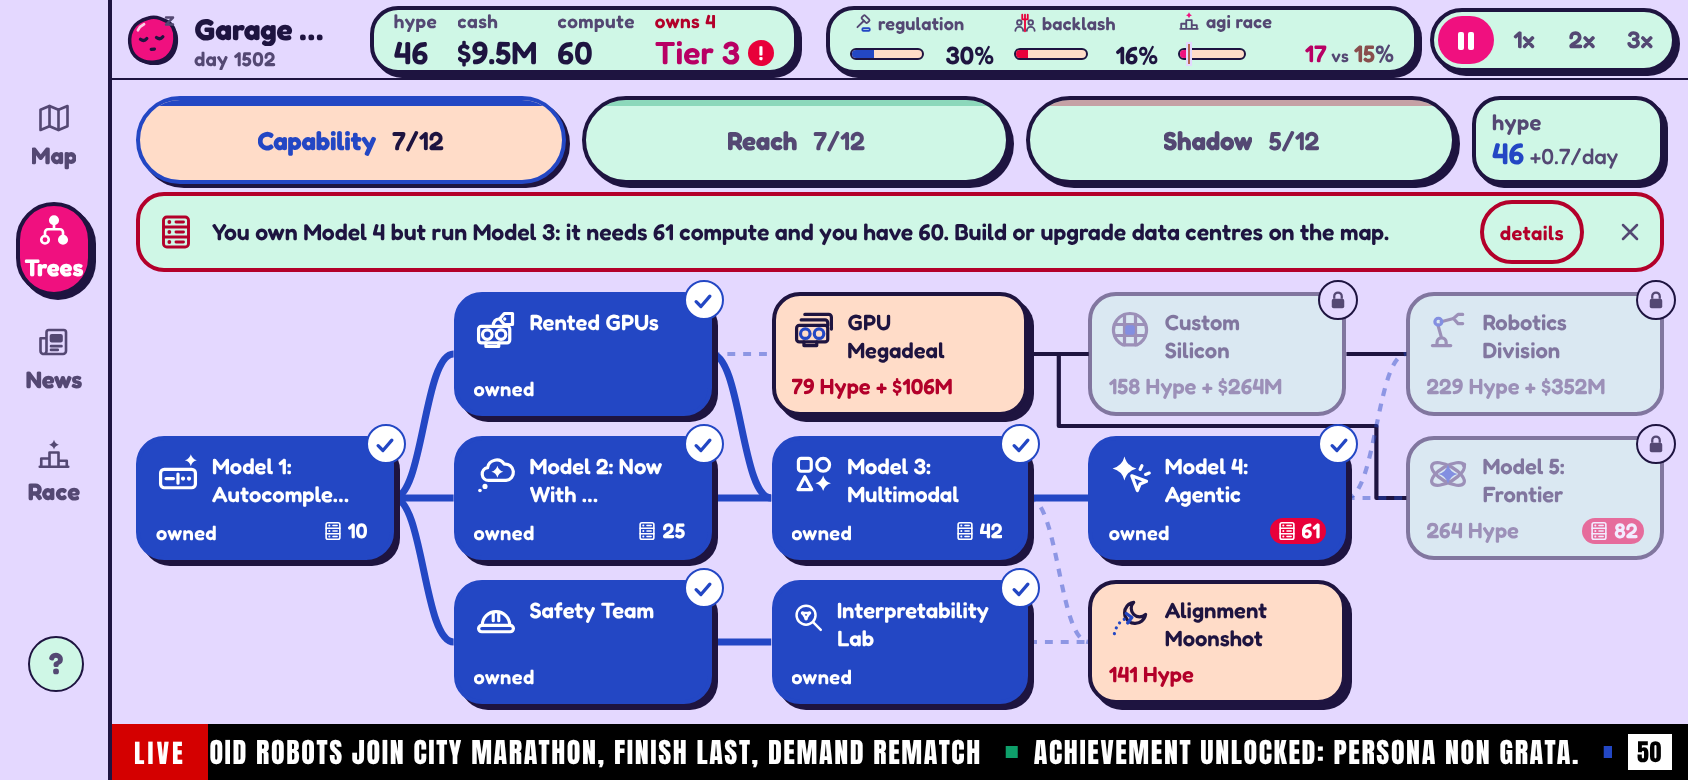 Garage ...
day 1502
hype
46
cash
$9.5M
compute
60
owns 4
Tier 3 !
regulation
30%
backlash
16%
agi race
17 vs 15%
1x
2x
3x
Map
Trees
News
Race
?
Capability 7/12
Reach 7/12
Shadow 5/12
hype
46 +0.7/day
You own Model 4 but run Model 3: it needs 61 compute and you have 60. Build or upgrade data centres on the map.
details
Rented GPUs
owned
GPU
Megadeal
79 Hype + $106M
Custom
Silicon
158 Hype + $264M
Robotics
Division
229 Hype + $352M
Model 1:
Autocomple...
owned
10
Model 2: Now
With ...
owned
25
Model 3:
Multimodal
owned
42
Model 4:
Agentic
owned
61
Model 5:
Frontier
264 Hype
82
Safety Team
owned
Interpretability
Lab
owned
Alignment
Moonshot
141 Hype
LIVE
OID ROBOTS JOIN CITY MARATHON, FINISH LAST, DEMAND REMATCH
ACHIEVEMENT UNLOCKED: PERSONA NON GRATA.
50